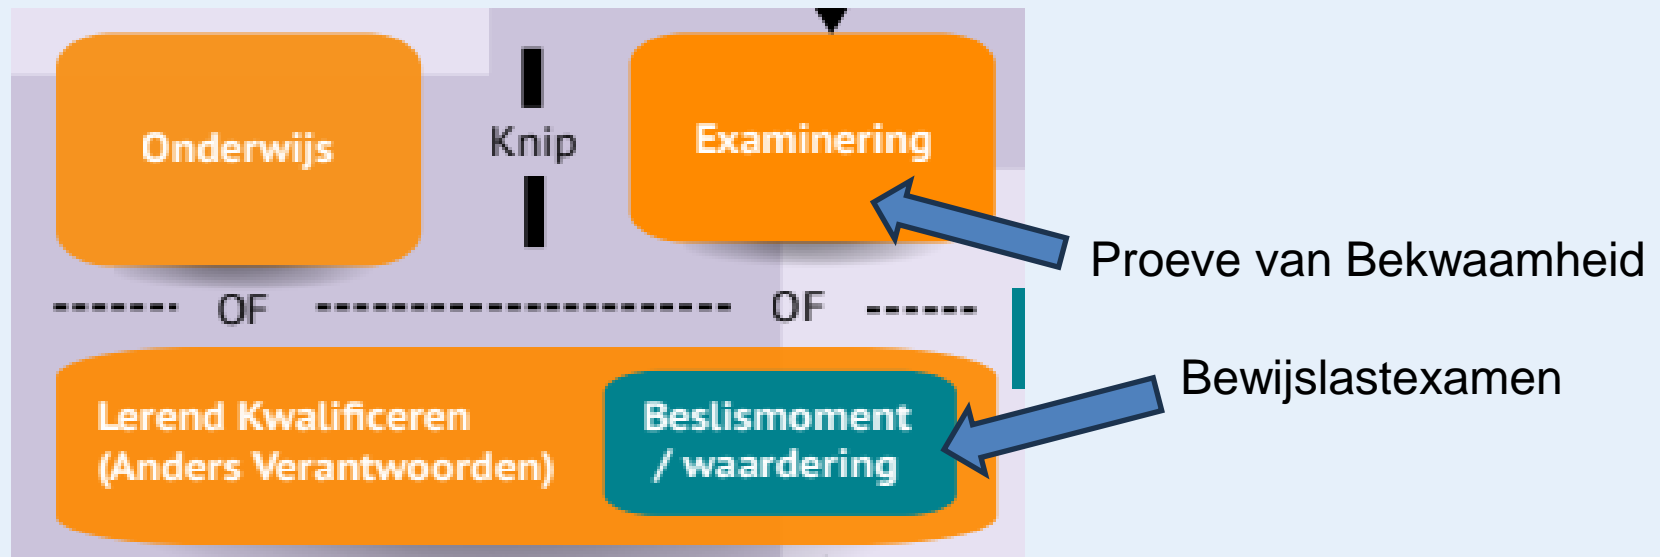 Onderwijs
Knip
Examinering
Proeve van Bekwaamheid
OF
OF
Bewijslastexamen
Lerend Kwalificeren
(Anders Verantwoorden)
Beslismoment
/ waardering